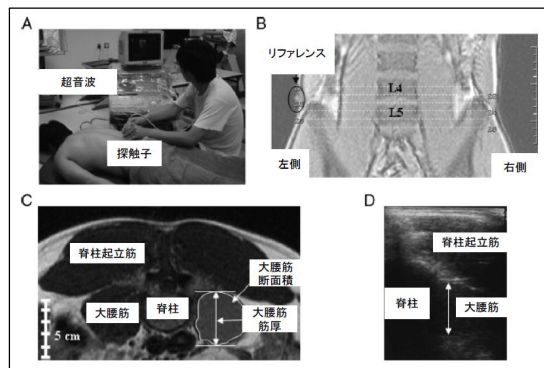 A
超音波
探触子
B
リファレンス
L4
L5
左側
右側
C
脊柱起立筋
大腰筋
断面積
大腰筋
脊柱
大腰筋
筋厚
5 cm
D
脊柱起立筋
脊柱
大腰筋